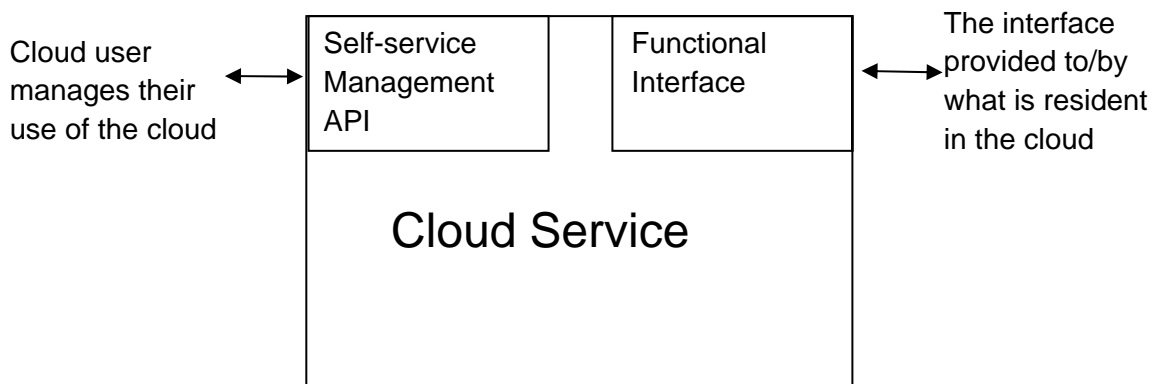 Cloud user
manages their
use of the cloud
Self-service
Management
API
Functional
Interface
The interface
provided to/by
what is resident
in the cloud
Cloud Service